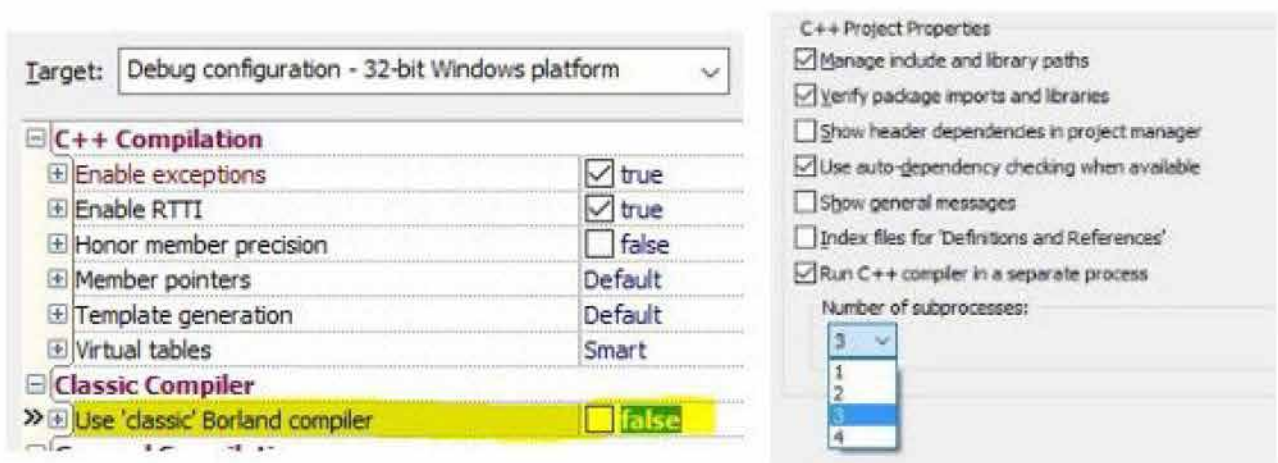 Target: Debug configuration - 32-bit Windows platform
C++ Compilation
Enable exceptions true
Enable RTTI true
Honor member precision false
Member pointers Default
Template generation Default
Virtual tables Smart
Classic Compiler
Use 'classic' Borland compiler false
C++ Project Properties
Manage include and library paths
Verify package imports and libraries
Show header dependencies in project manager
Use auto-dependency checking when available
Show general messages
Index files for 'Definitions and References'
Run C++ compiler in a separate process
Number of subprocesses:
3
1
2
3
4